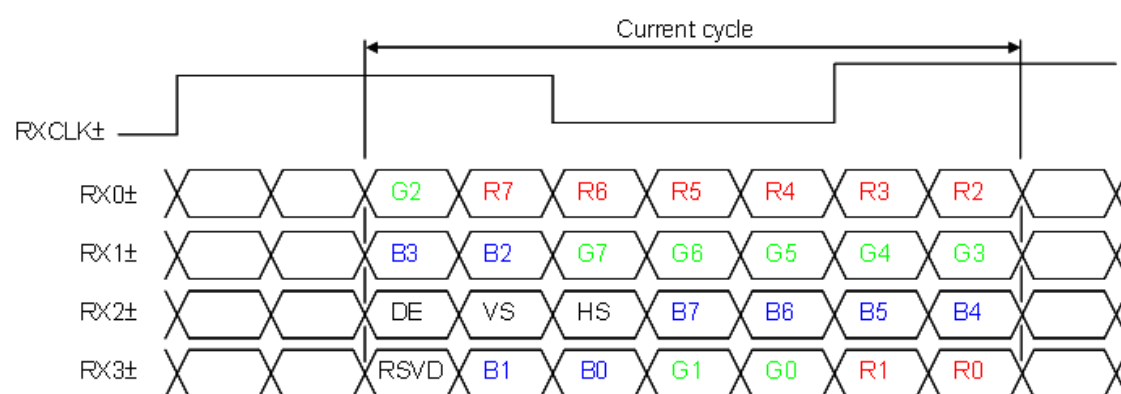 Current cycle
RXCLK±
RX0± G2 R7 R6 R5 R4 R3 R2
RX1± B3 B2 G7 G6 G5 G4 G3
RX2± DE VS HS B7 B6 B5 B4
RX3± RSVD B1 B0 G1 G0 R1 R0